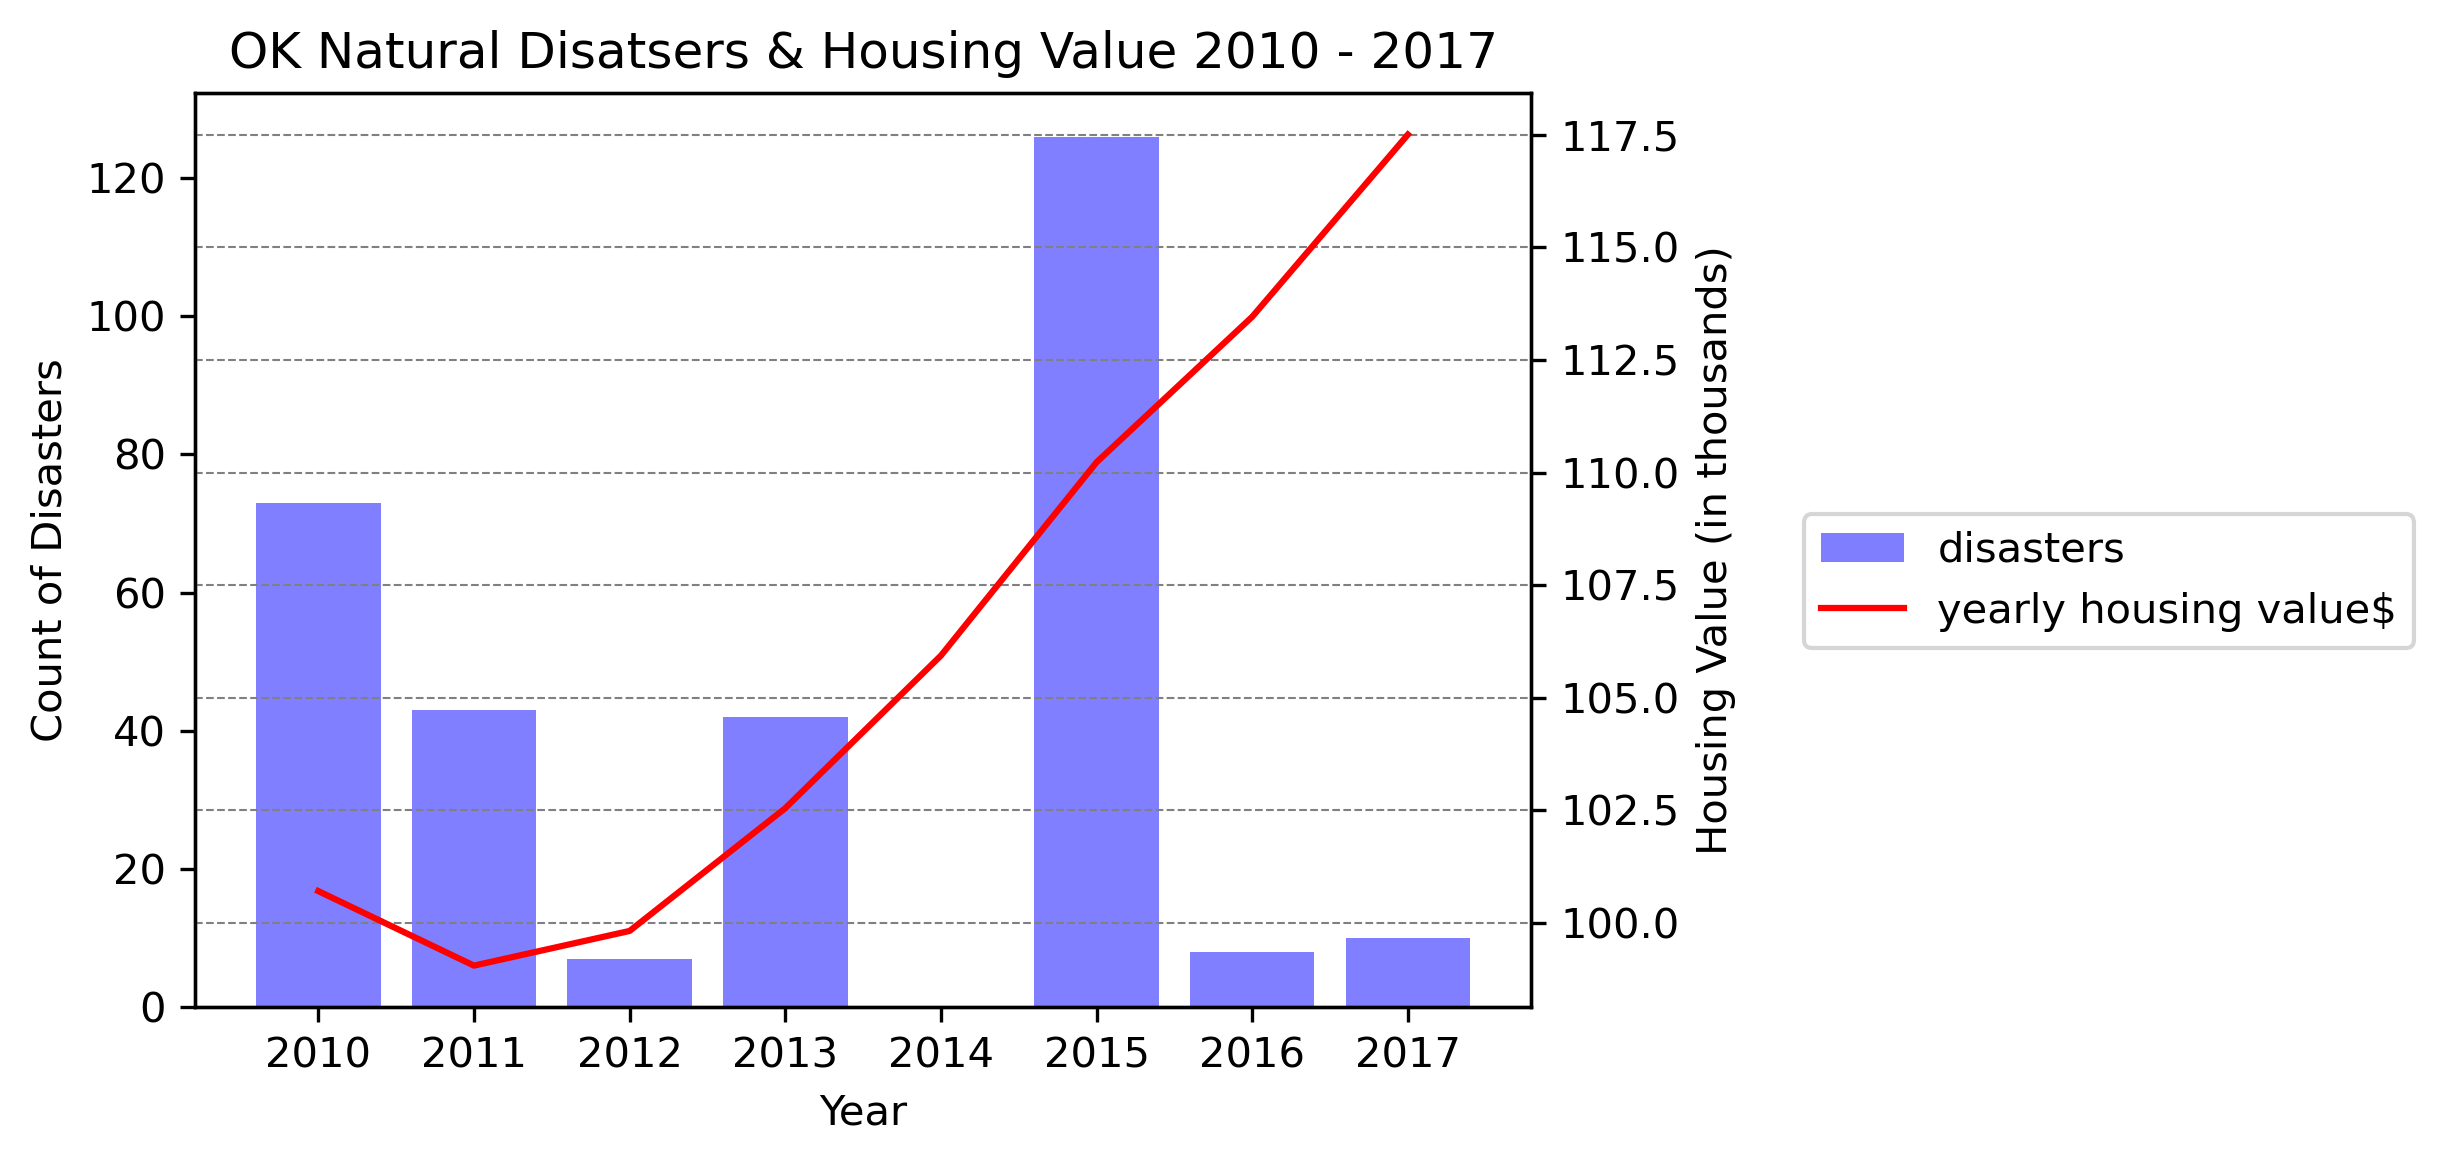 OK Natural Disatsers & Housing Value 2010 - 2017
Count of Disasters
120
100
80
60
40
20
0
2010 2011 2012 2013 2014 2015 2016 2017
Year
117.5
115.0
112.5
110.0
107.5
105.0
102.5
100.0
Housing Value (in thousands)
disasters
yearly housing value$